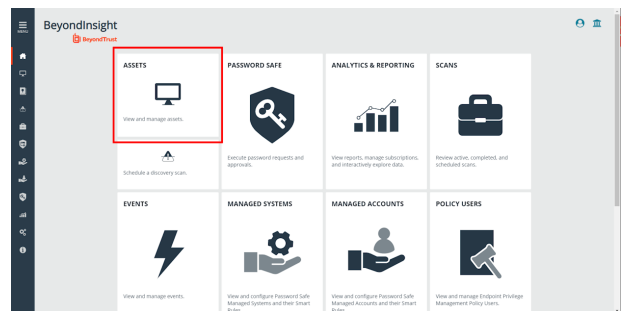 MENU
BeyondInsight
BeyondTrust
ASSETS
View and manage assets.
Schedule a discovery scan.
PASSWORD SAFE
Execute password requests and
approvals.
ANALYTICS & REPORTING
View reports, manage subscriptions,
and interactively explore data.
SCANS
Review active, completed, and
scheduled scans.
EVENTS
View and manage events.
MANAGED SYSTEMS
View and configure Password Safe
Managed Systems and their Smart
Rules.
MANAGED ACCOUNTS
View and configure Password Safe
Managed Accounts and their Smart
Rules.
POLICY USERS
View and manage Endpoint Privilege
Management Policy Users.